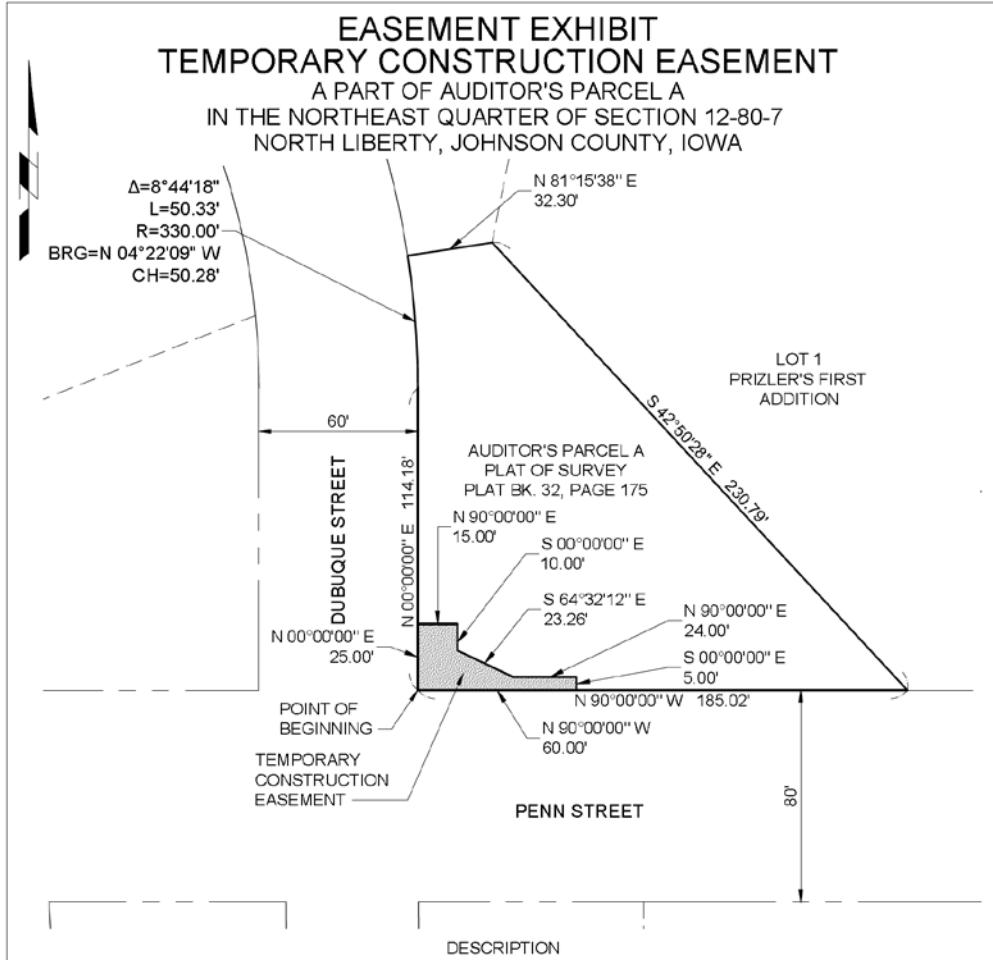 EASEMENT EXHIBIT
TEMPORARY CONSTRUCTION EASEMENT
A PART OF AUDITOR'S PARCEL A
IN THE NORTHEAST QUARTER OF SECTION 12-80-7
NORTH LIBERTY, JOHNSON COUNTY, IOWA
Δ=8°44'18"
L=50.33'
R=330.00'
BRG=N 04°22'09" W
CH=50.28'
N 81°15'38" E
32.30'
LOT 1
PRIZLER'S FIRST
ADDITION
S 42°50'28" E 230.79'
60'
DUBUQUE STREET
N 00°00'00" E 114.18'
AUDITOR'S PARCEL A
PLAT OF SURVEY
PLAT BK. 32, PAGE 175
N 90°00'00" E
15.00'
S 00°00'00" E
10.00'
S 64°32'12" E
23.26'
N 90°00'00" E
24.00'
N 00°00'00" E
25.00'
S 00°00'00" E
5.00'
N 90°00'00" W 185.02'
POINT OF
BEGINNING
N 90°00'00" W
60.00'
TEMPORARY
CONSTRUCTION
EASEMENT
PENN STREET
80'
DESCRIPTION